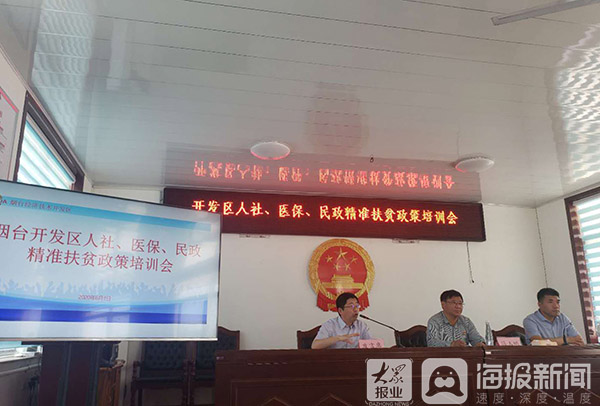 开发区人社、医保、民政精准扶贫政策培训会
烟台开发区人社、医保、民政
精准扶贫政策培训会
大众
报业
DAZHONG NEWS
海报新闻
速度·深度·温度